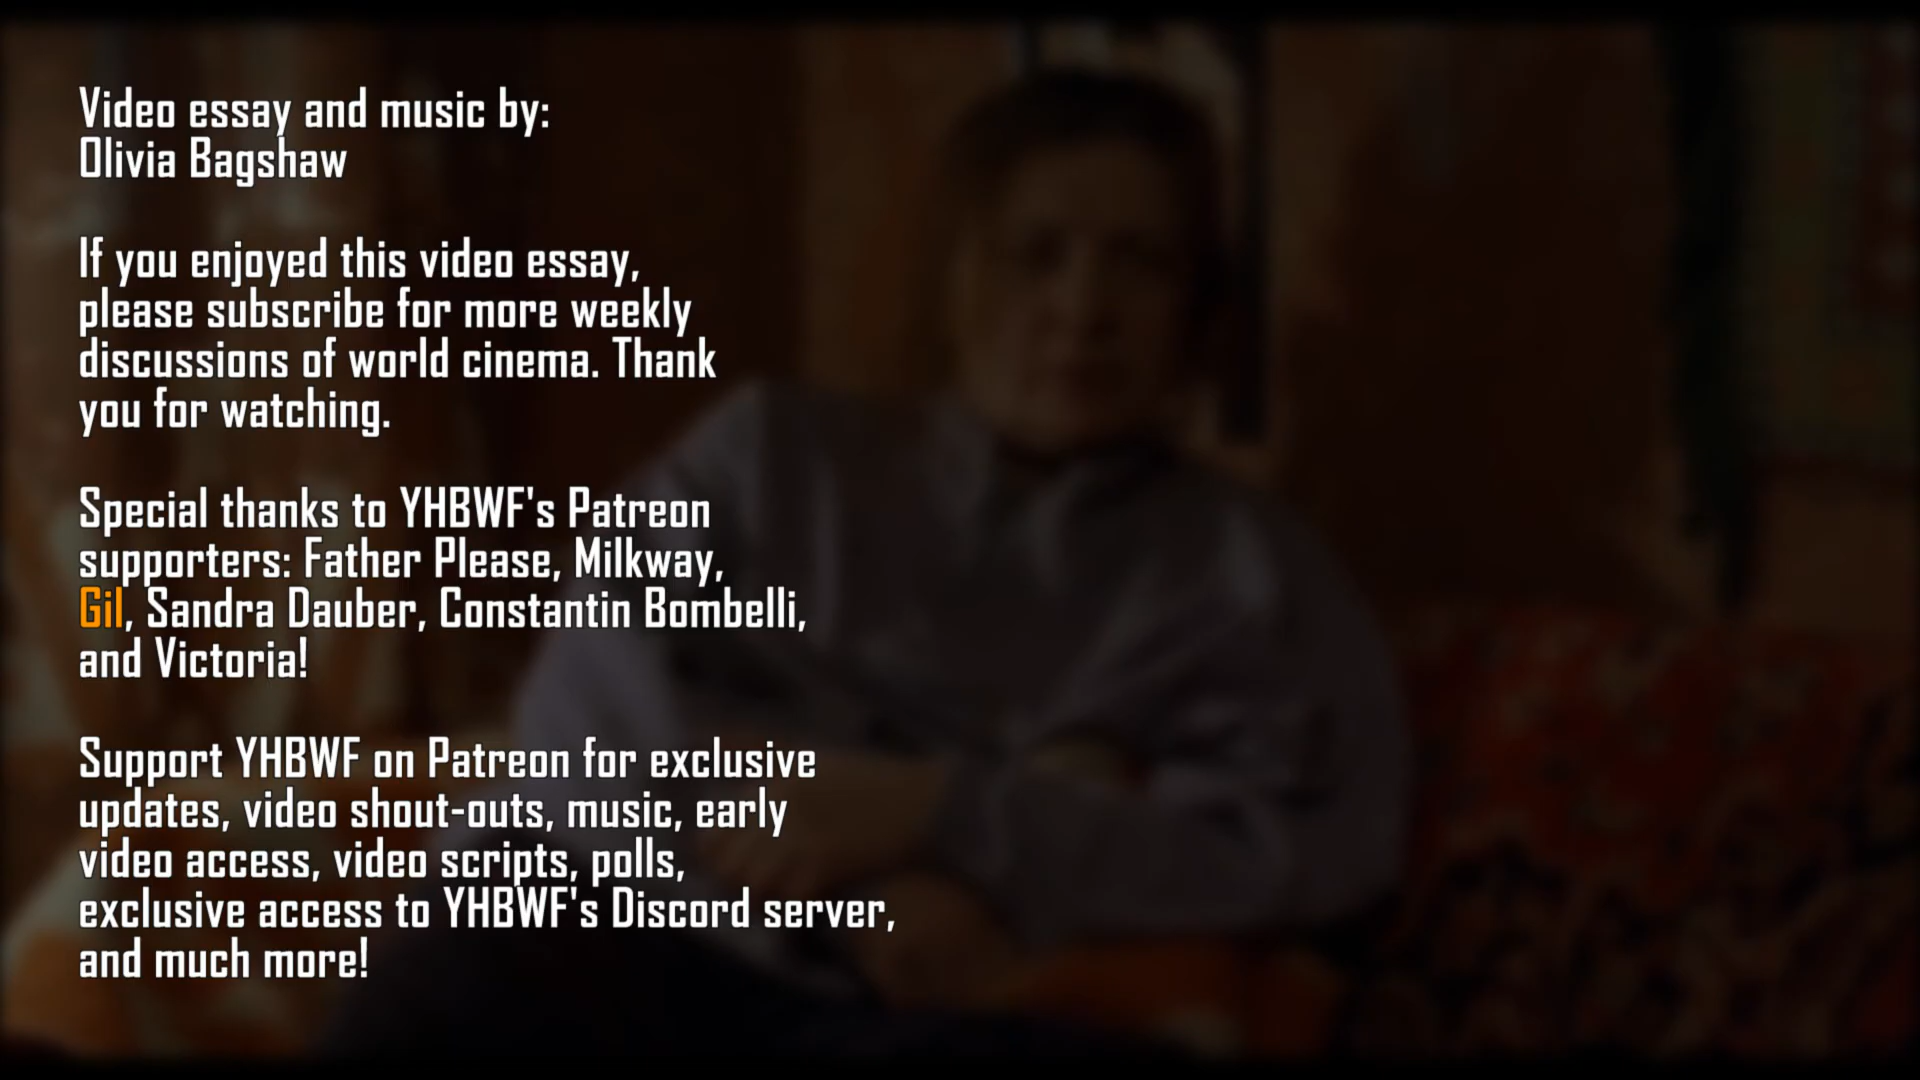 Video essay and music by:
Olivia Bagshaw
If you enjoyed this video essay,
please subscribe for more weekly
discussions of world cinema. Thank
you for watching.
Special thanks to YHBWF's Patreon
supporters: Father Please, Milkway,
Gil, Sandra Dauber, Constantin Bombelli,
and Victoria!
Support YHBWF on Patreon for exclusive
updates, video shout-outs, music, early
video access, video scripts, polls,
exclusive access to YHBWF's Discord server,
and much more!